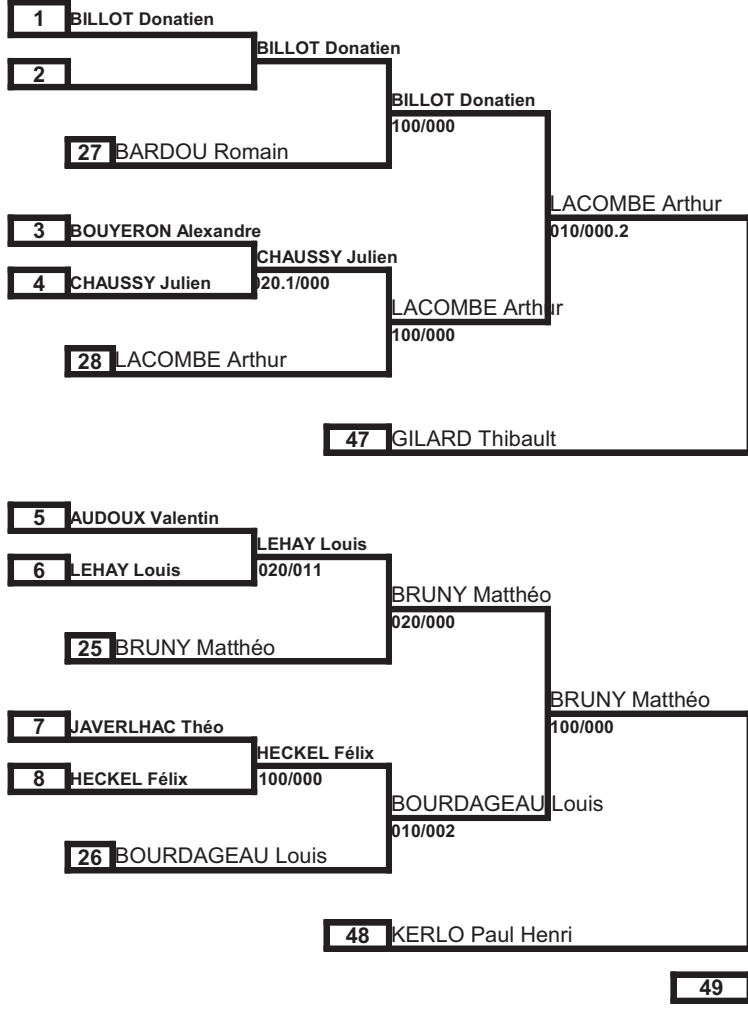 1 BILLOT Donatien
BILLOT Donatien
2
BILLOT Donatien
100/000
27 BARDOU Romain
LACOMBE Arthur
010/000.2
3 BOUYERON Alexandre
CHAUSSY Julien
4 CHAUSSY Julien 020.1/000
LACOMBE Arthur
100/000
28 LACOMBE Arthur
47 GILARD Thibault
5 AUDOUX Valentin
LEHAY Louis
6 LEHAY Louis 020/011
BRUNY Matthéo
020/000
25 BRUNY Matthéo
BRUNY Matthéo
100/000
7 JAVERLHAC Théo
HECKEL Félix
8 HECKEL Félix 100/000
BOURDAGEAU Louis
010/002
26 BOURDAGEAU Louis
48 KERLO Paul Henri
49